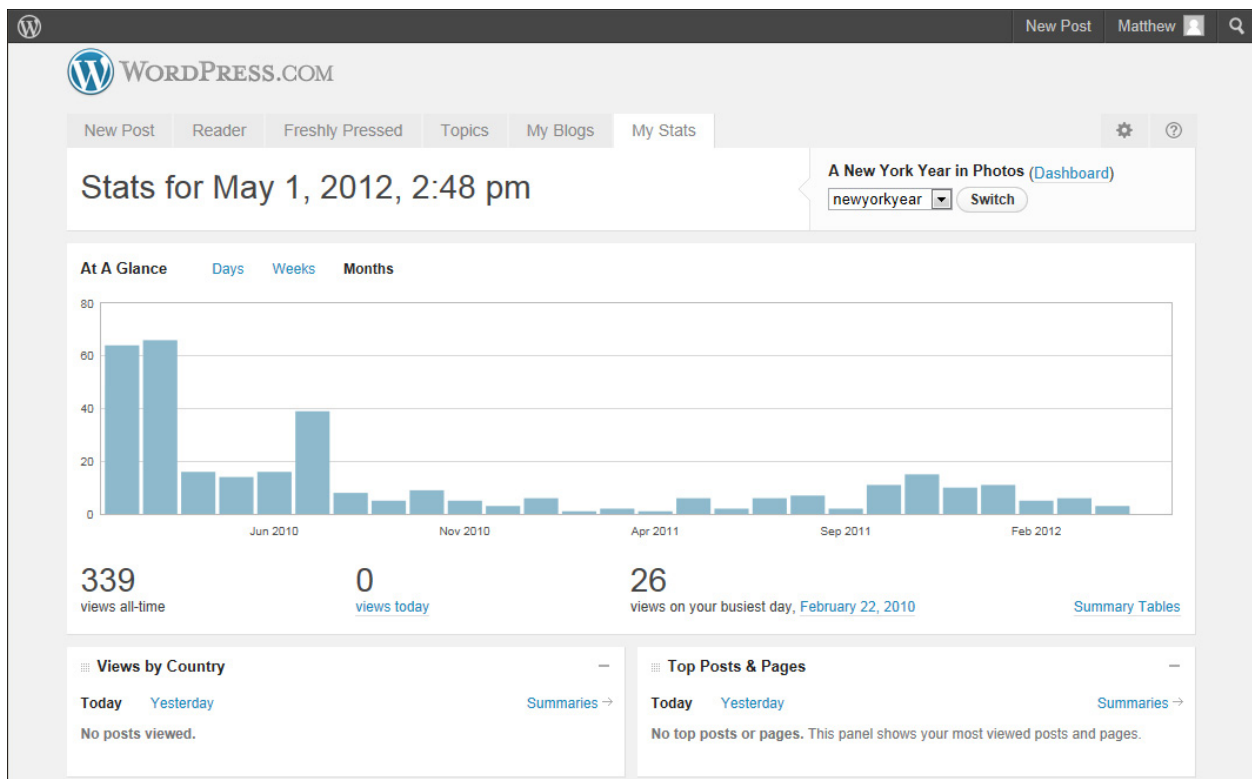 New Post Matthew
WORDPRESS.COM
New Post Reader Freshly Pressed Topics My Blogs My Stats
Stats for May 1, 2012, 2:48 pm
A New York Year in Photos (Dashboard)
newyorkyear Switch
At A Glance Days Weeks Months
80
60
40
20
0
Jun 2010 Nov 2010 Apr 2011 Sep 2011 Feb 2012
339 0 26
views all-time views today views on your busiest day, February 22, 2010 Summary Tables
Views by Country
Today Yesterday Summaries →
No posts viewed.
Top Posts & Pages
Today Yesterday Summaries →
No top posts or pages. This panel shows your most viewed posts and pages.